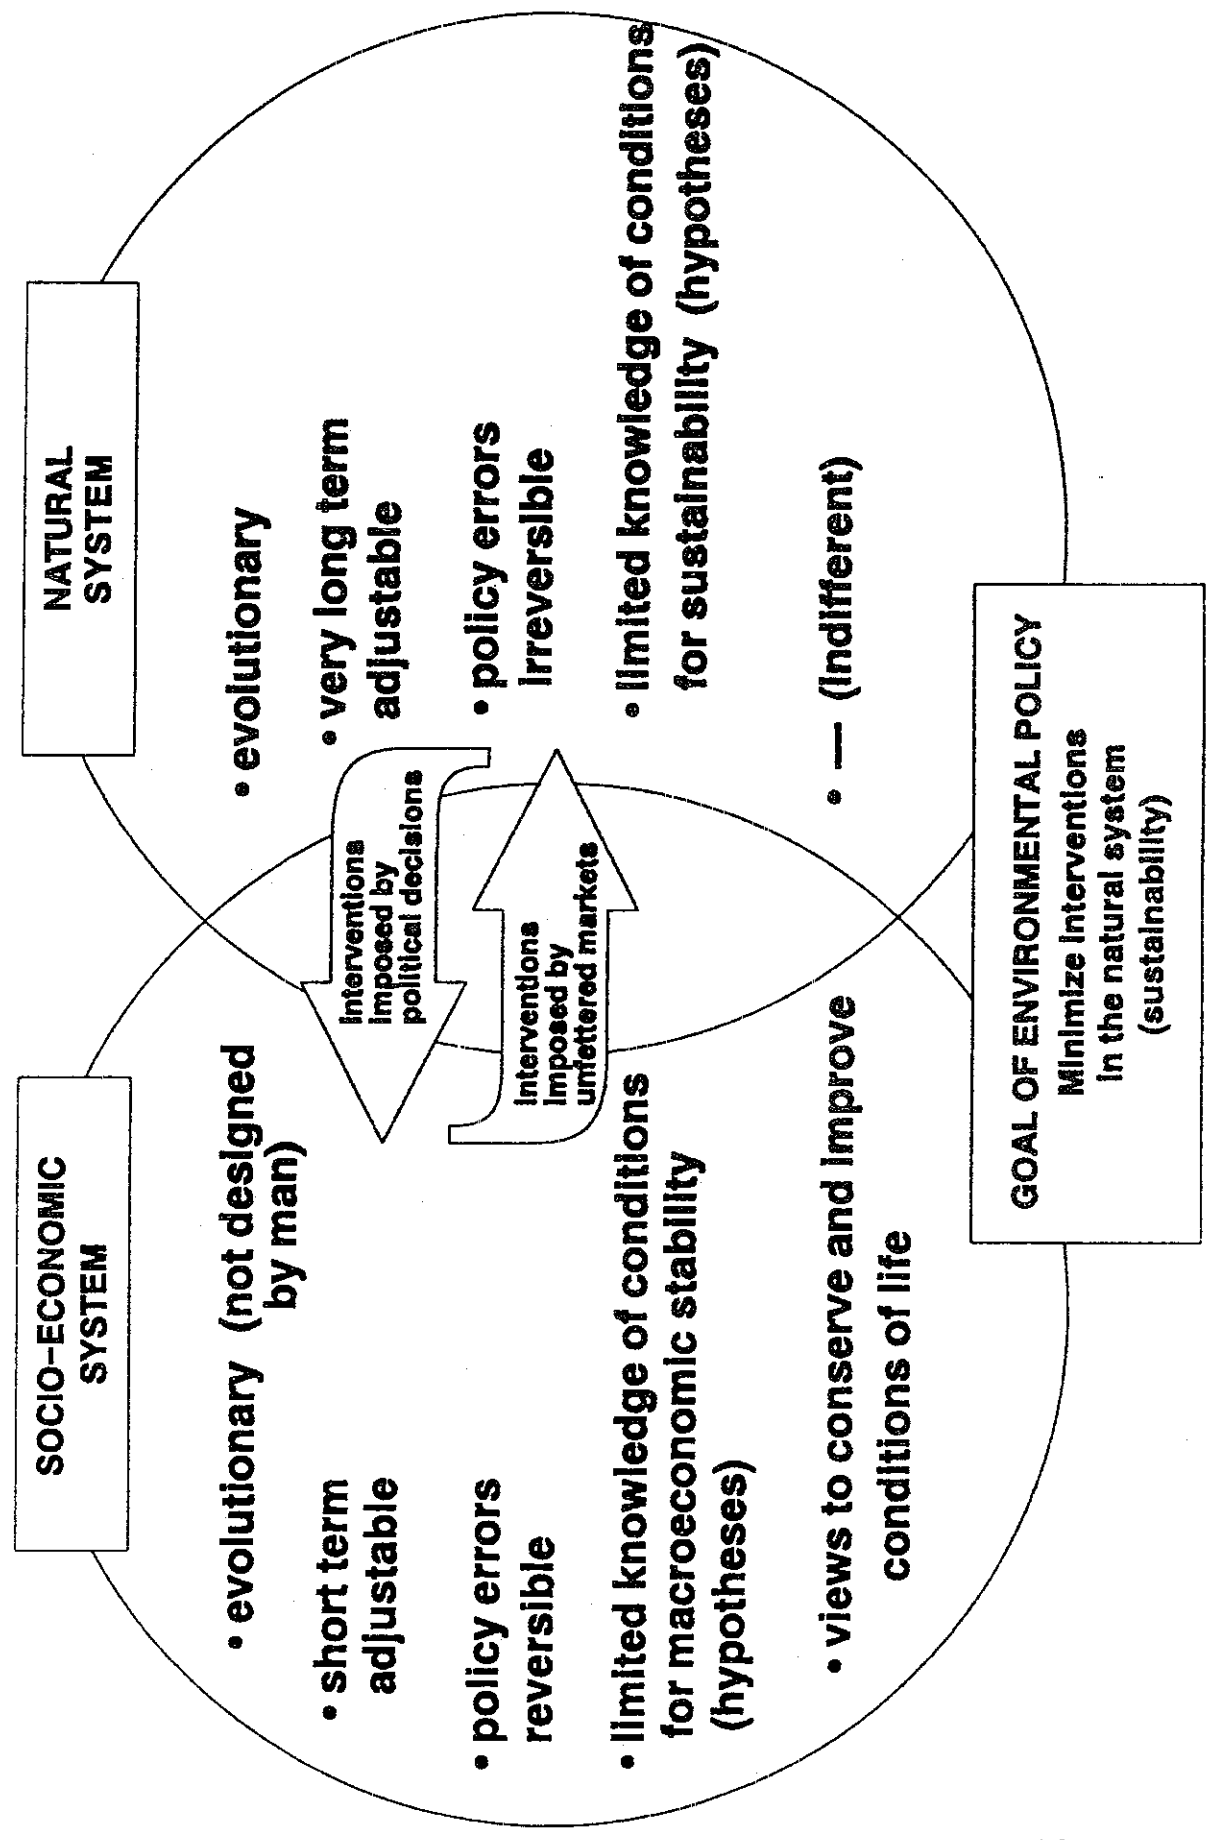 SOCIO-ECONOMIC
SYSTEM
• evolutionary (not designed
by man)
• short term
adjustable
• policy errors
reversible
• limited knowledge of conditions
for macroeconomic stability
(hypotheses)
• views to conserve and improve
conditions of life
Interventions
imposed by
political decisions
Interventions
imposed by
unfettered markets
NATURAL
SYSTEM
• evolutionary
• very long term
adjustable
• policy errors
irreversible
• limited knowledge of conditions
for sustainability (hypotheses)
• — (indifferent)
GOAL OF ENVIRONMENTAL POLICY
Minimize interventions
in the natural system
(sustainability)